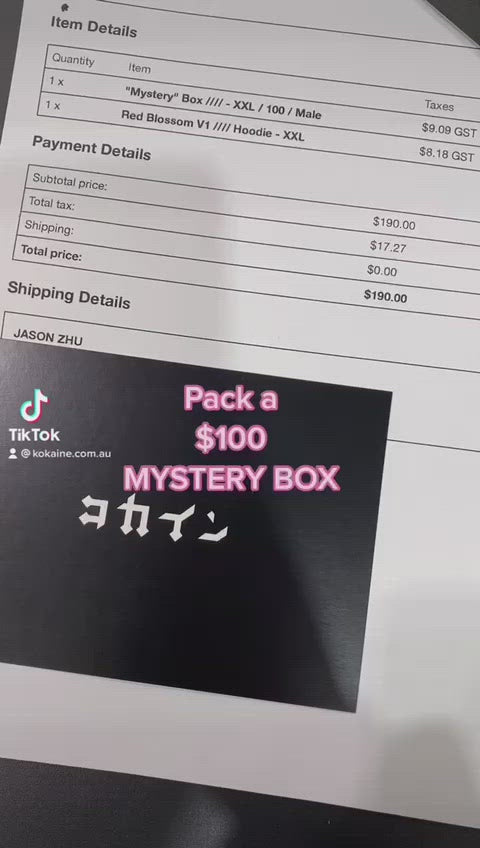 Item Details
Quantity Item Taxes
1 x "Mystery" Box //// - XXL / 100 / Male $9.09 GST
1 x Red Blossom V1 //// Hoodie - XXL $8.18 GST
Payment Details
Subtotal price: $190.00
Total tax: $17.27
Shipping: $0.00
Total price: $190.00
Shipping Details
JASON ZHU
Pack a
$100
MYSTERY BOX
TikTok
@kokaine.com.au
コカイン